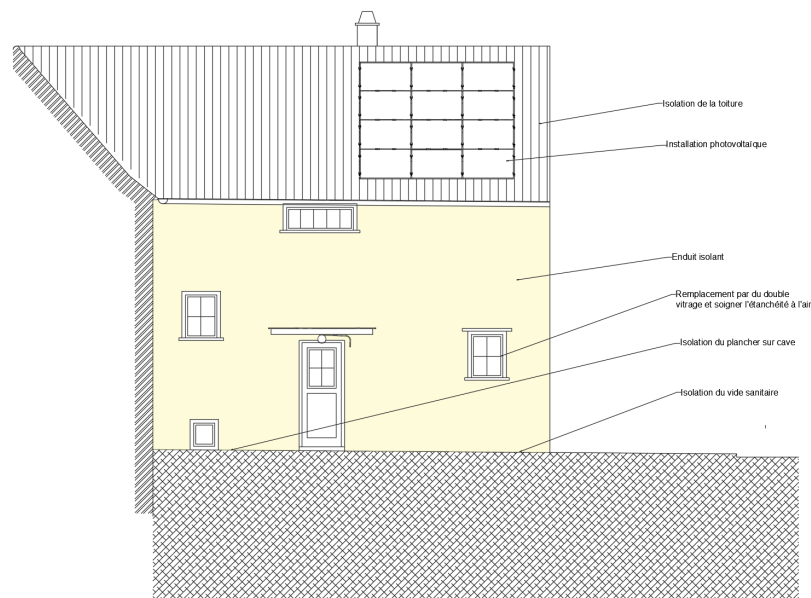 Isolation de la toiture
Installation photovoltaïque
Enduit isolant
Remplacement par du double
vitrage et soigner l'étanchéité à l'air
Isolation du plancher sur cave
Isolation du vide sanitaire